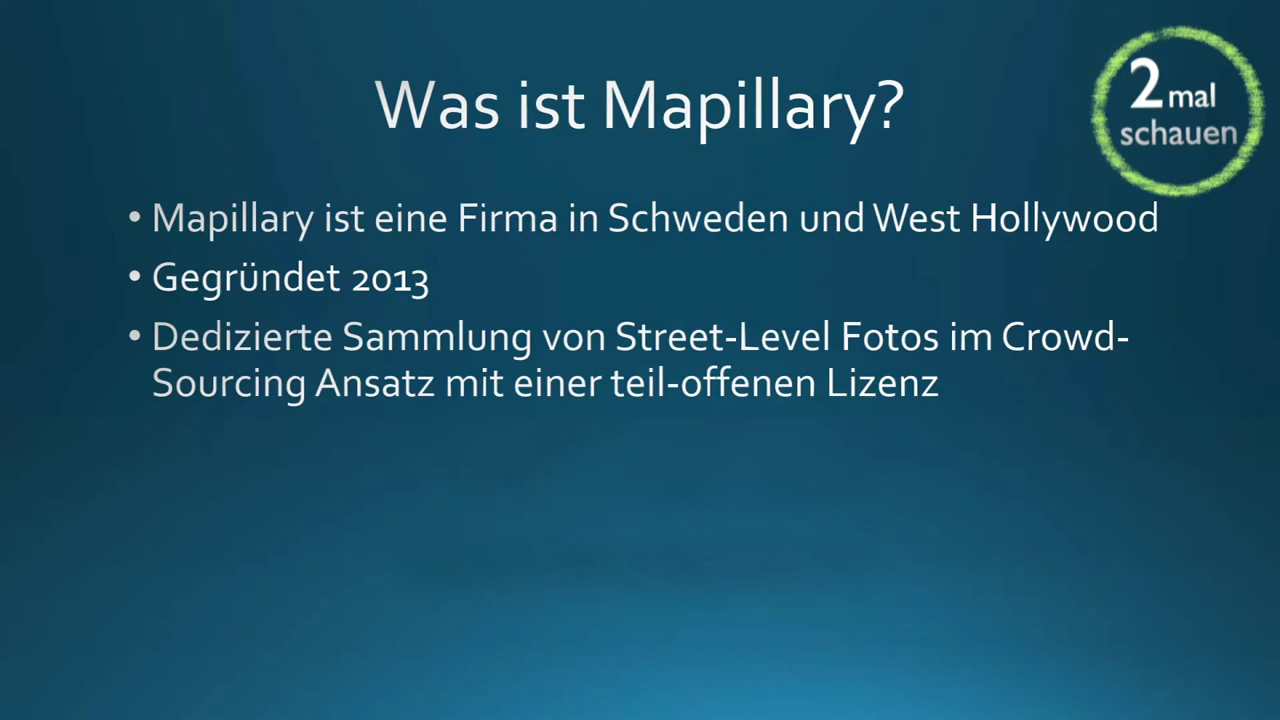 Was ist Mapillary?
2 mal
schauen
• Mapillary ist eine Firma in Schweden und West Hollywood
• Gegründet 2013
• Dedizierte Sammlung von Street-Level Fotos im Crowd-
Sourcing Ansatz mit einer teil-offenen Lizenz